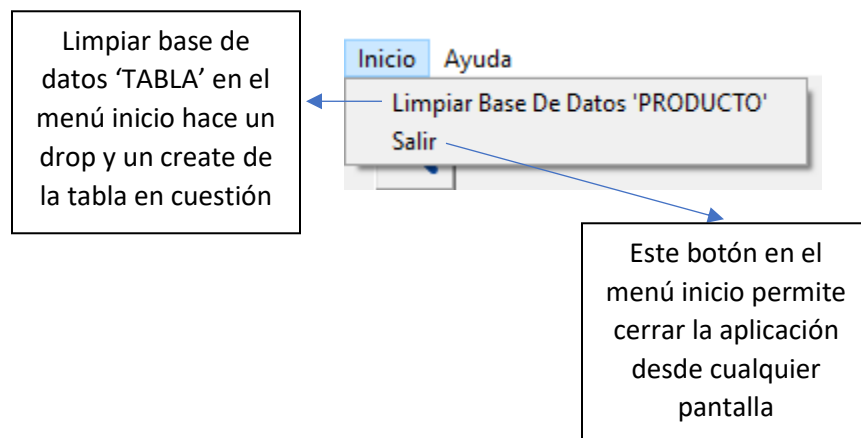 Limpiar base de
datos ‘TABLA’ en el
menú inicio hace un
drop y un create de
la tabla en cuestión
Inicio Ayuda
Limpiar Base De Datos 'PRODUCTO'
Salir
Este botón en el
menú inicio permite
cerrar la aplicación
desde cualquier
pantalla